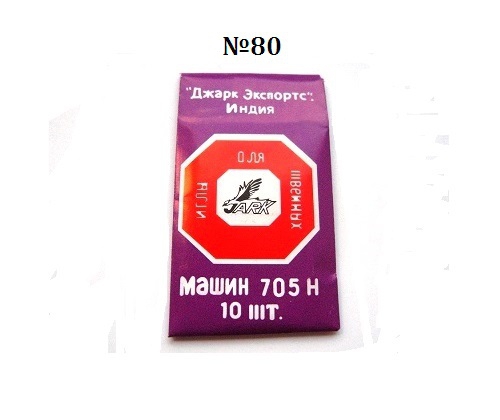 №80
"Джарк Экспортс".
Индия
иглы
для
швейных
JARK
машин 705 н
10 шт.